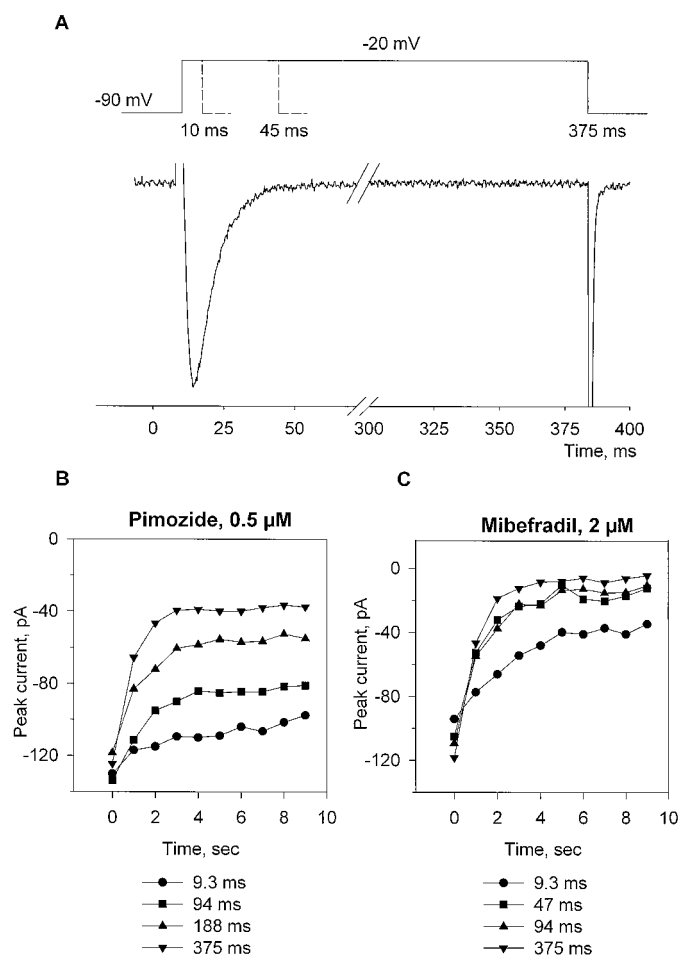 A
-20 mV
-90 mV
10 ms 45 ms 375 ms
0 25 50 300 325 350 375 400
Time, ms
B
Pimozide, 0.5 µM
Peak current, pA
0
-40
-80
-120
0 2 4 6 8 10
Time, sec
9.3 ms
94 ms
188 ms
375 ms
C
Mibefradil, 2 µM
Peak current, pA
0
-40
-80
-120
0 2 4 6 8 10
Time, sec
9.3 ms
47 ms
94 ms
375 ms